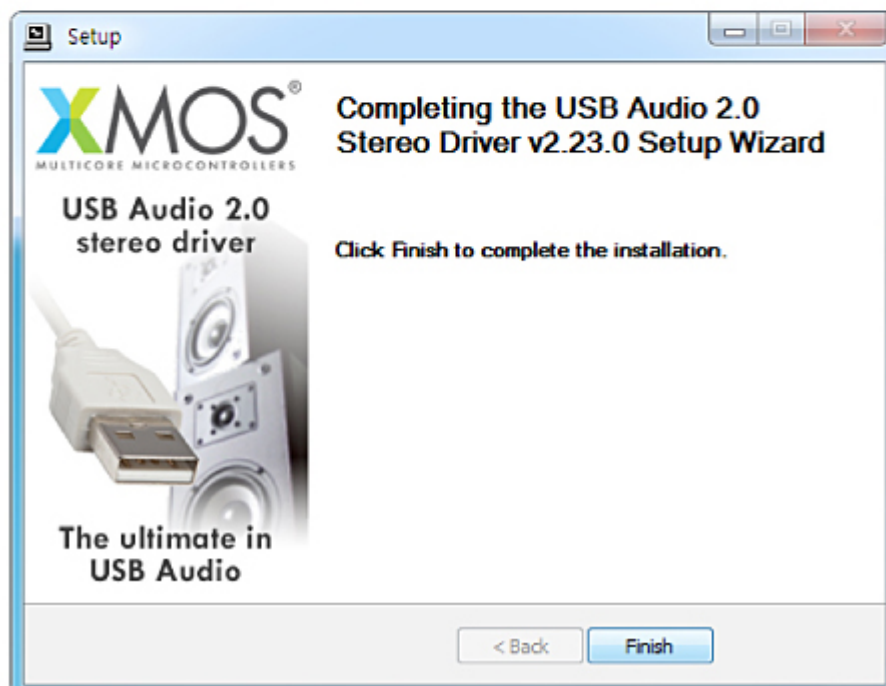 Setup
XMOS®
MULTICORE MICROCONTROLLERS
USB Audio 2.0
stereo driver
The ultimate in
USB Audio
Completing the USB Audio 2.0
Stereo Driver v2.23.0 Setup Wizard
Click Finish to complete the installation.
< Back
Finish